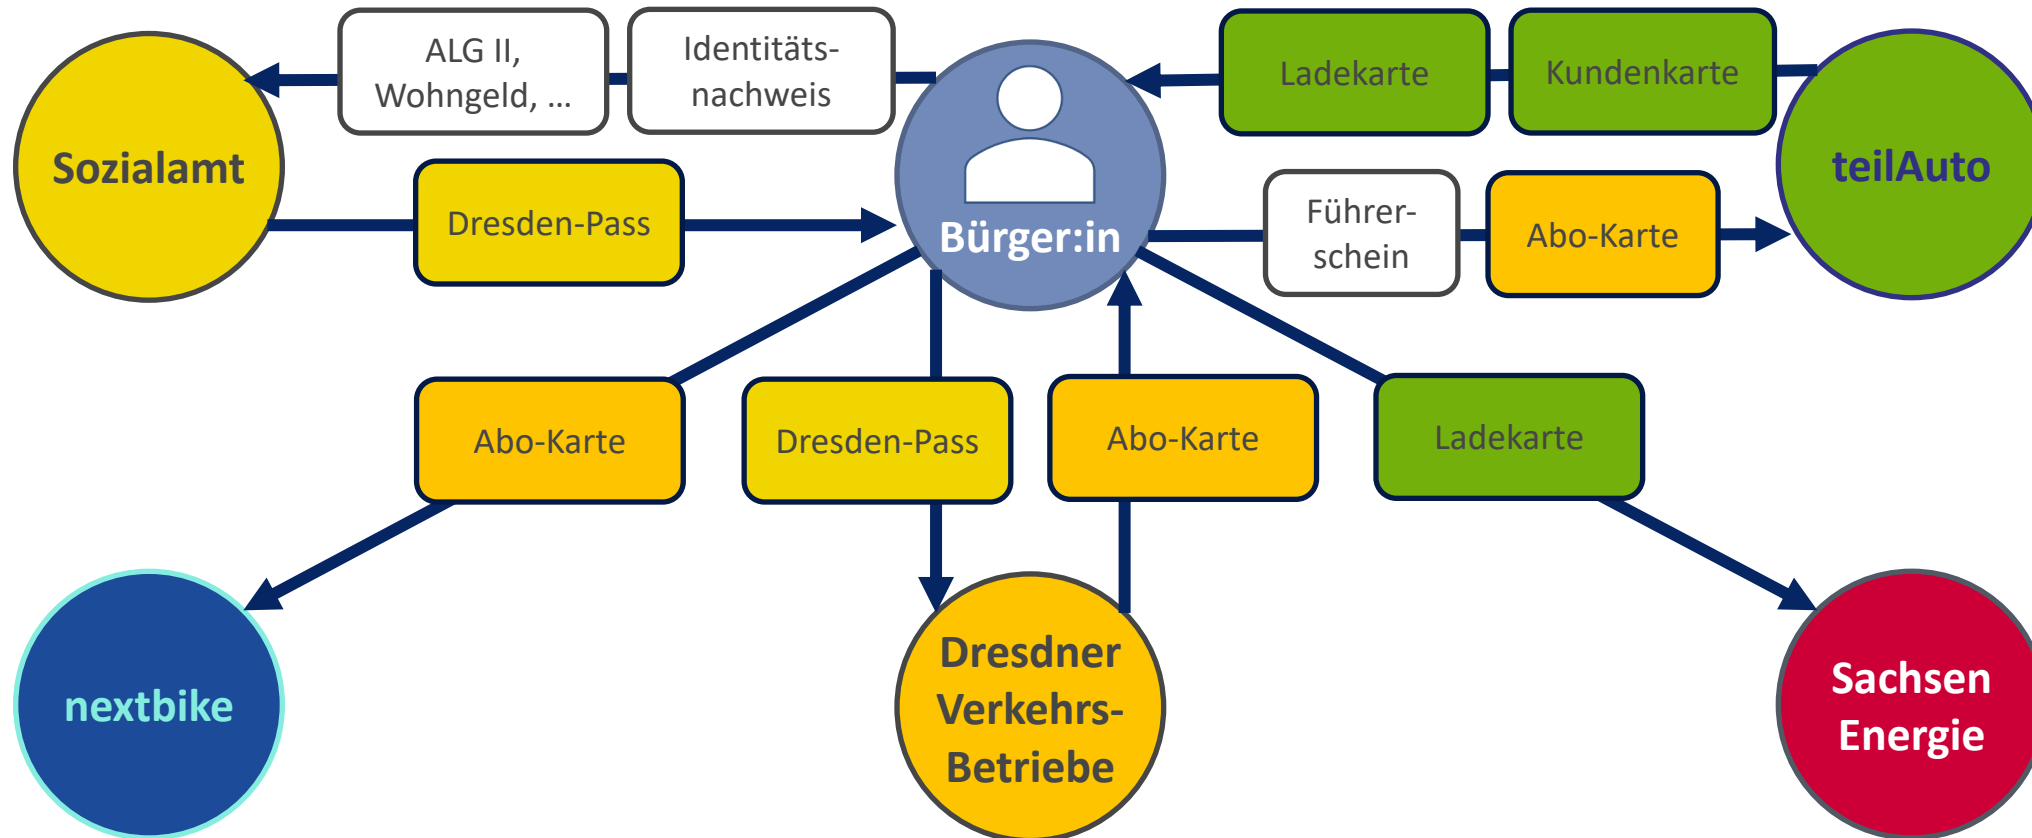 ALG II,
Wohngeld, ...
Identitäts-
nachweis
Ladekarte
Kundenkarte
Sozialamt
Dresden-Pass
Bürger:in
Führer-
schein
Abo-Karte
teilAuto
Abo-Karte
Dresden-Pass
Abo-Karte
Ladekarte
nextbike
Dresdner
Verkehrs-
Betriebe
Sachsen
Energie